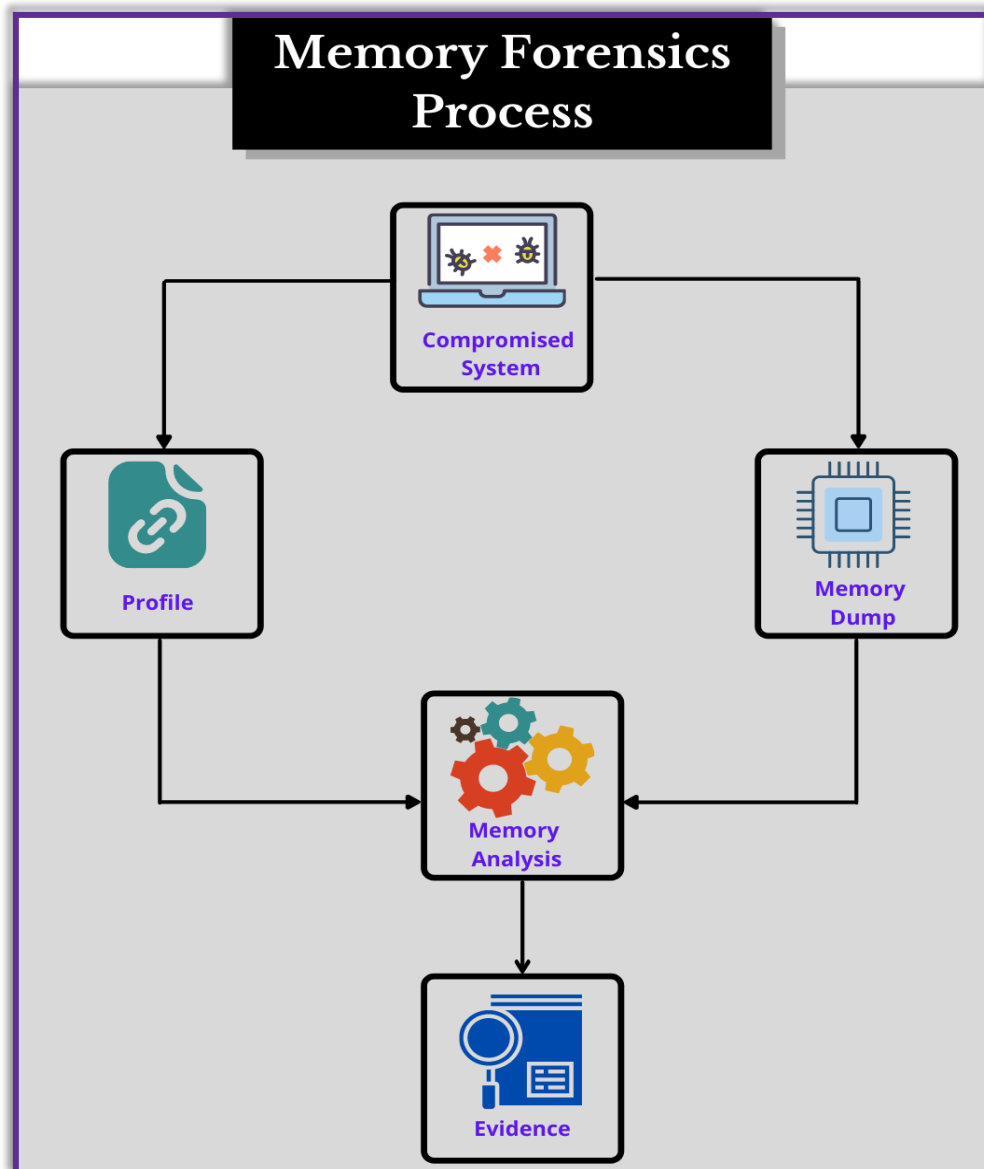 Memory Forensics
Process
Compromised
System
Profile
Memory
Dump
Memory
Analysis
Evidence